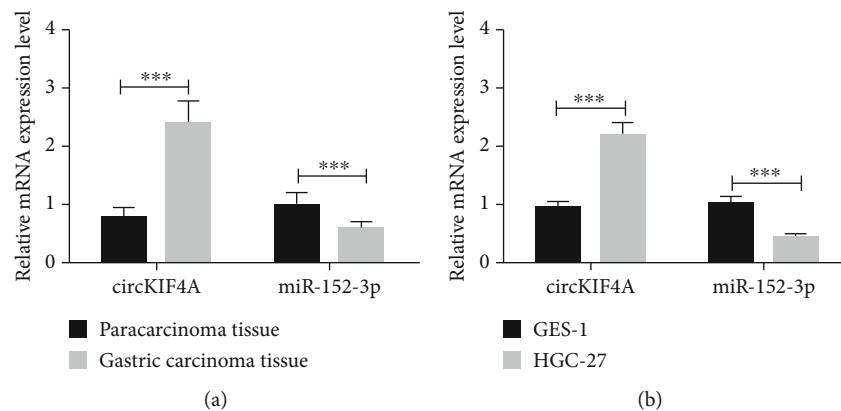 Relative mRNA expression level
4
3
2
1
0
***
***
circKIF4A
miR-152-3p
Paracarcinoma tissue
Gastric carcinoma tissue
(a)
Relative mRNA expression level
4
3
2
1
0
***
***
circKIF4A
miR-152-3p
GES-1
HGC-27
(b)